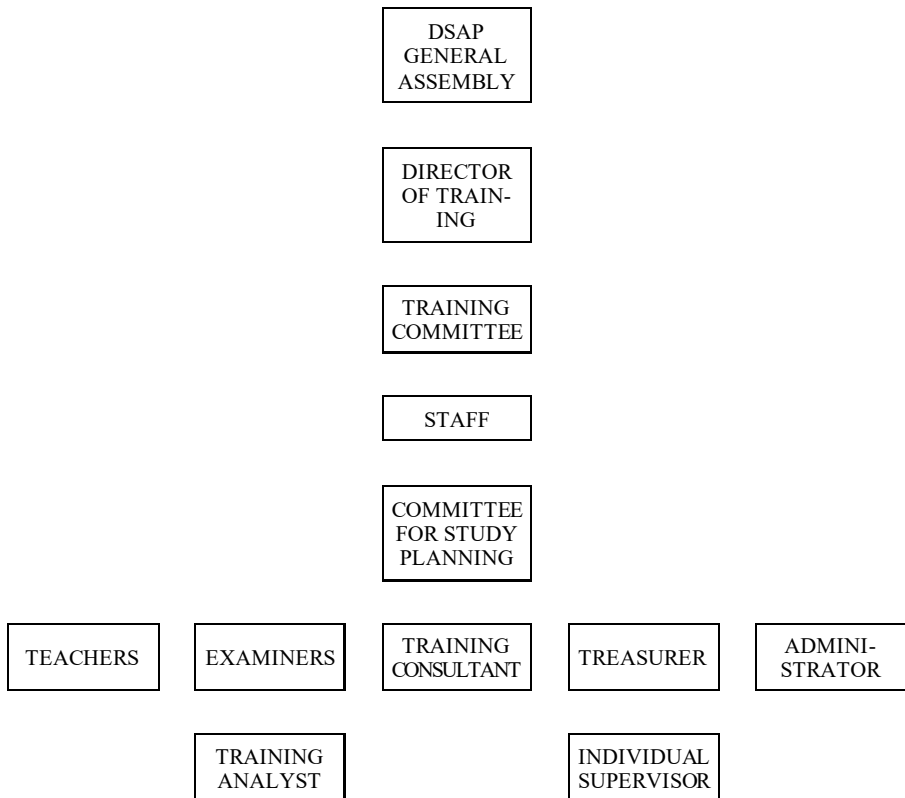 DSAP
GENERAL
ASSEMBLY
DIRECTOR
OF TRAIN-
ING
TRAINING
COMMITTEE
STAFF
COMMITTEE
FOR STUDY
PLANNING
TEACHERS
EXAMINERS
TRAINING
CONSULTANT
TREASURER
ADMINI-
STRATOR
TRAINING
ANALYST
INDIVIDUAL
SUPERVISOR